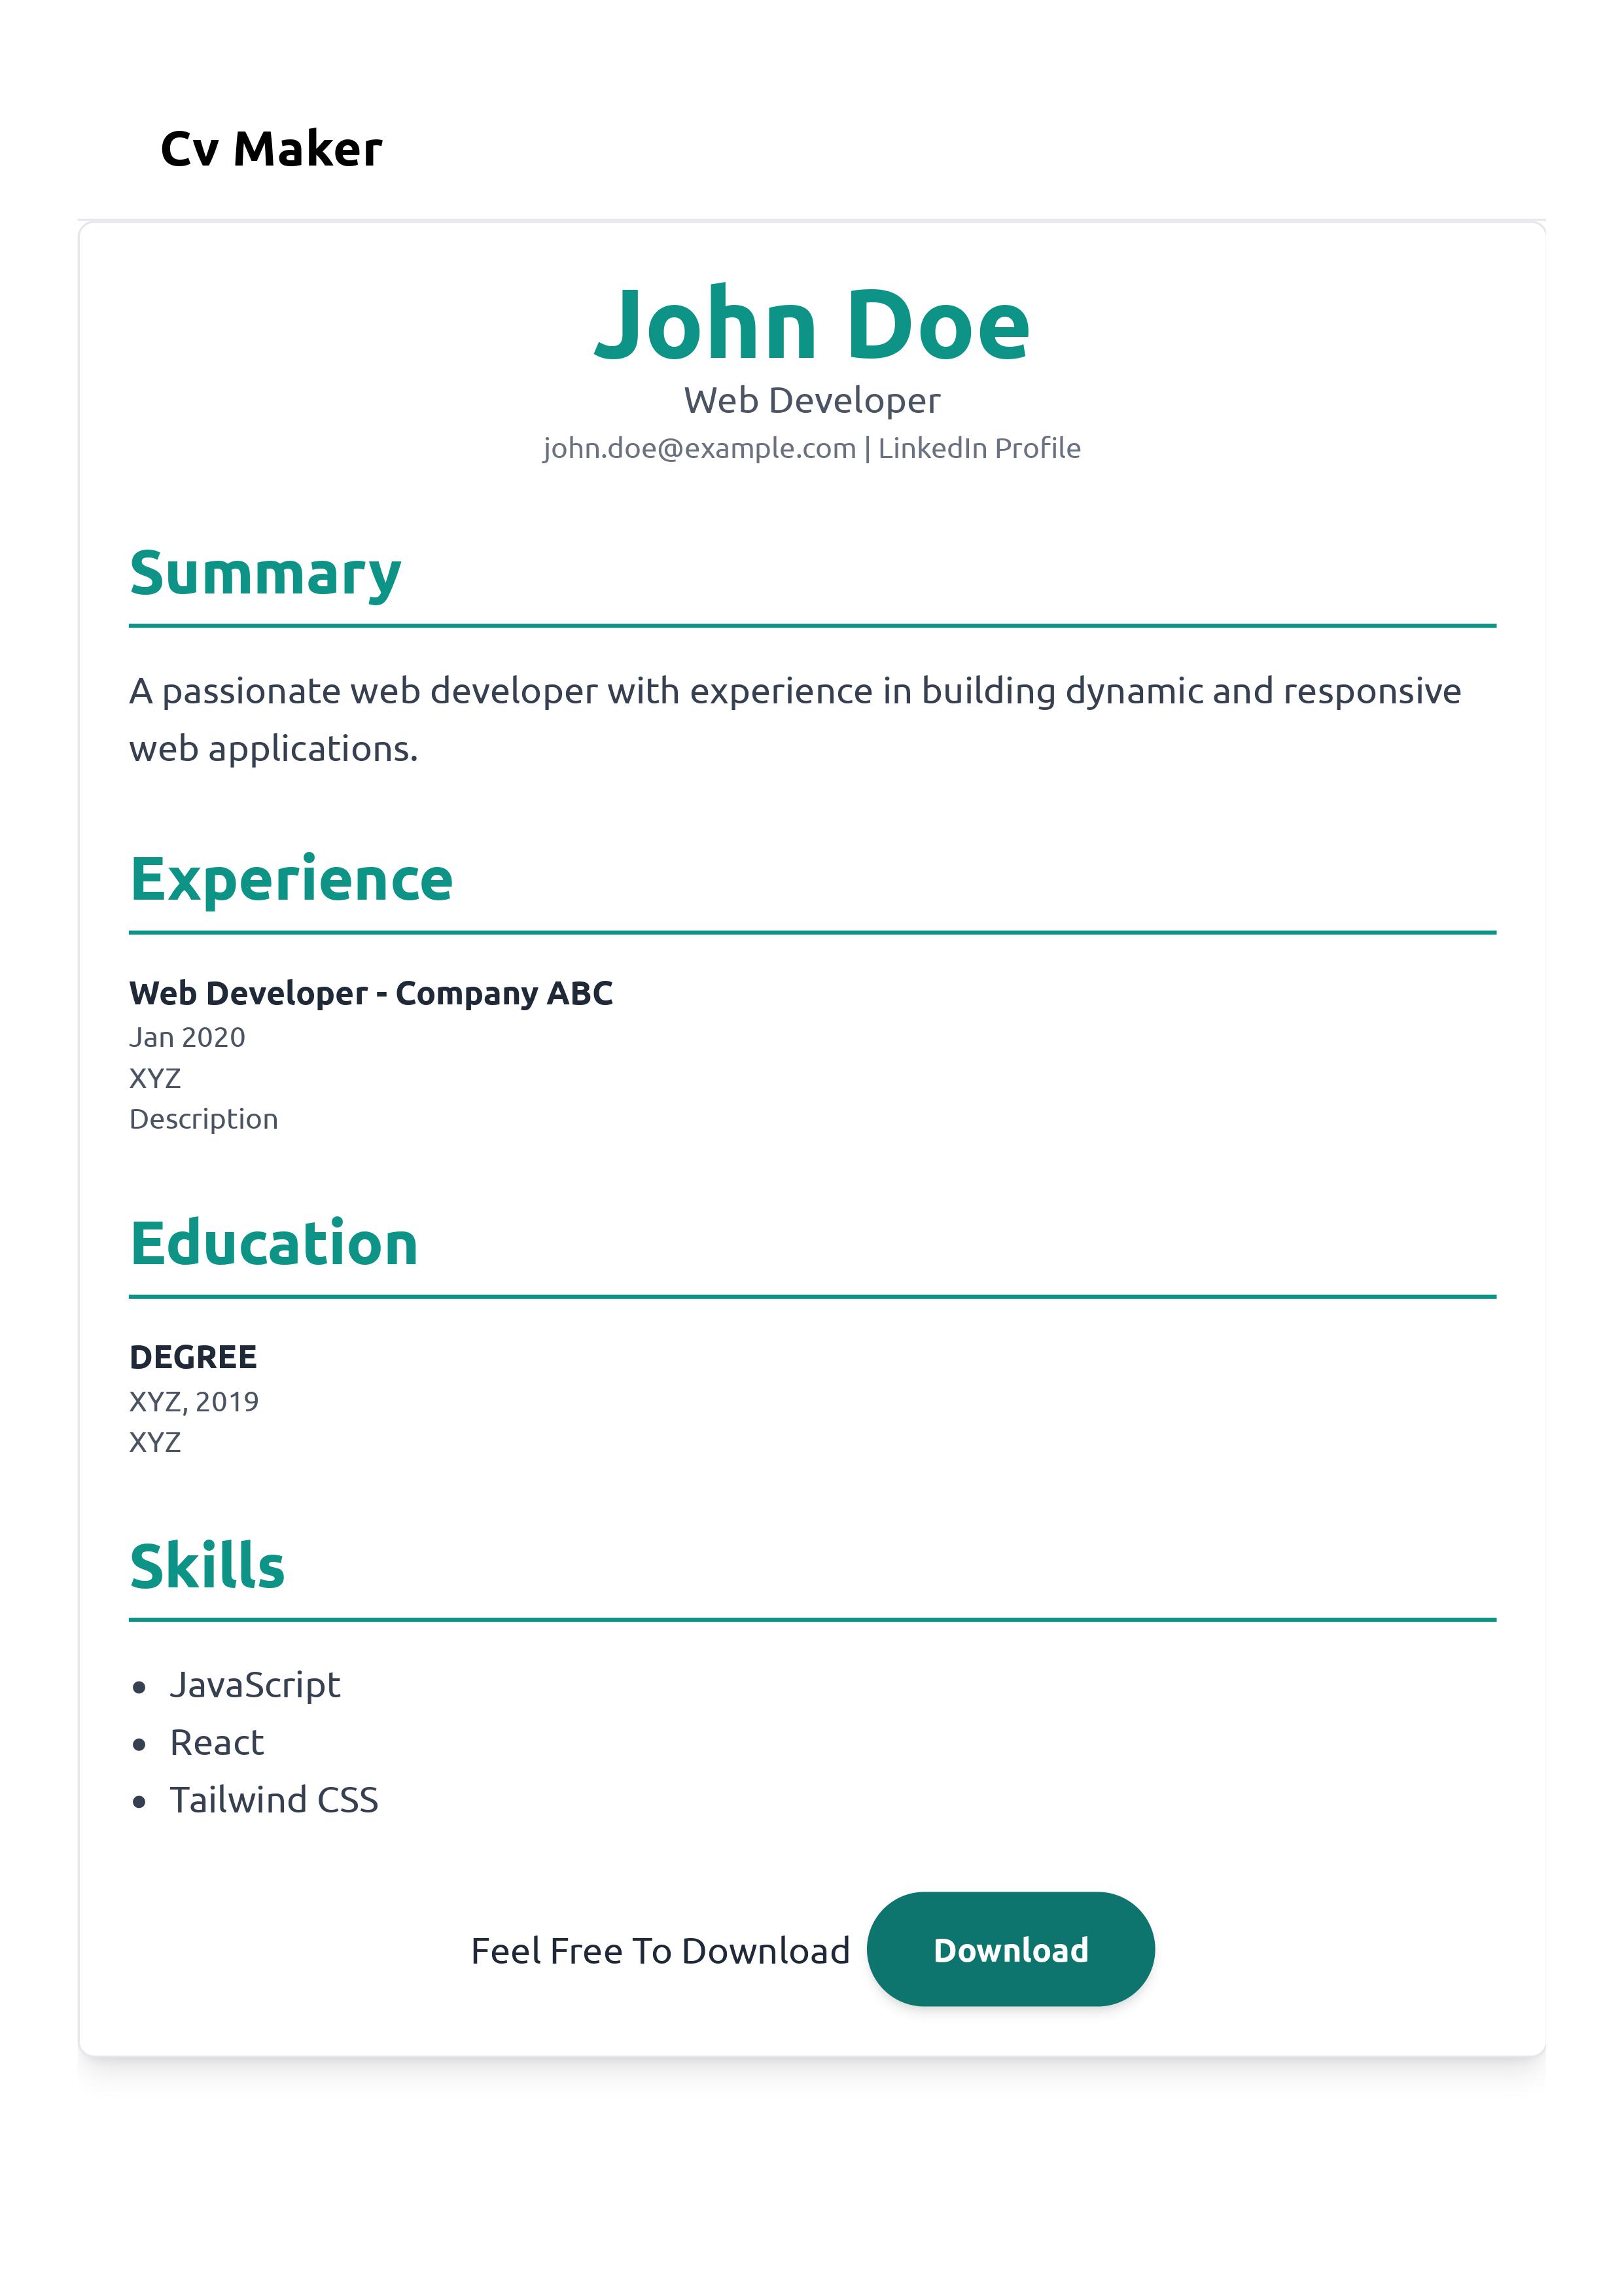 Cv Maker
John Doe
Web Developer
john.doe@example.com | LinkedIn Profile
Summary
A passionate web developer with experience in building dynamic and responsive
web applications.
Experience
Web Developer - Company ABC
Jan 2020
XYZ
Description
Education
DEGREE
XYZ, 2019
XYZ
Skills
• JavaScript
• React
• Tailwind CSS
Feel Free To Download Download